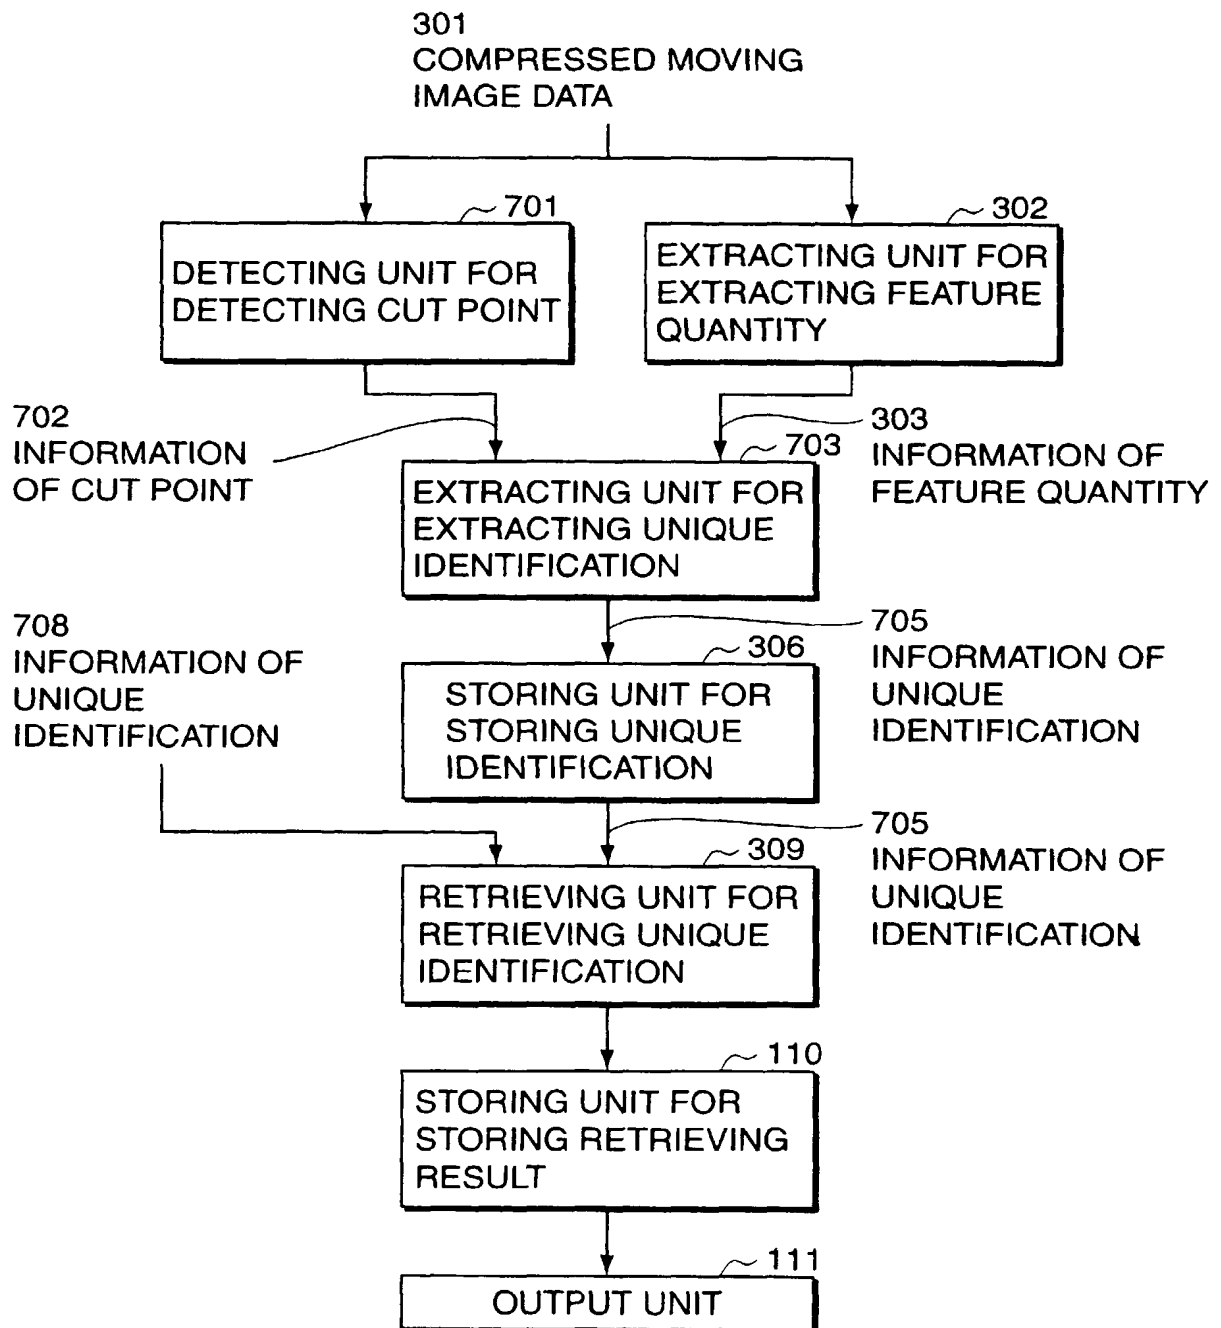 301
COMPRESSED MOVING
IMAGE DATA
701
DETECTING UNIT FOR
DETECTING CUT POINT
302
EXTRACTING UNIT FOR
EXTRACTING FEATURE
QUANTITY
702
INFORMATION
OF CUT POINT
303
INFORMATION OF
FEATURE QUANTITY
703
EXTRACTING UNIT FOR
EXTRACTING UNIQUE
IDENTIFICATION
705
INFORMATION OF
UNIQUE
IDENTIFICATION
708
INFORMATION OF
UNIQUE
IDENTIFICATION
306
STORING UNIT FOR
STORING UNIQUE
IDENTIFICATION
705
INFORMATION OF
UNIQUE
IDENTIFICATION
309
RETRIEVING UNIT FOR
RETRIEVING UNIQUE
IDENTIFICATION
110
STORING UNIT FOR
STORING RETRIEVING
RESULT
111
OUTPUT UNIT